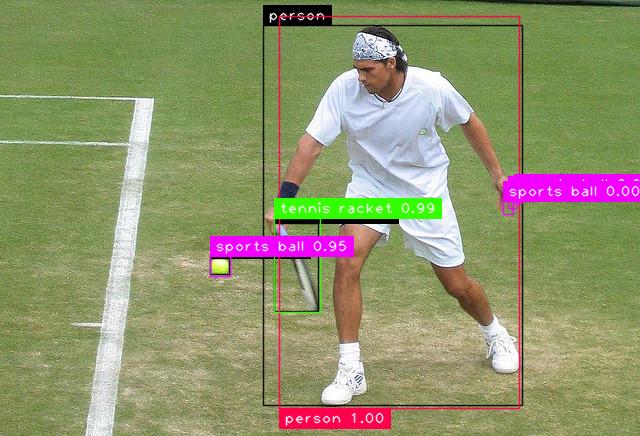 person
sports ball 0.00
tennis racket 0.99
sports ball 0.95
person 1.00